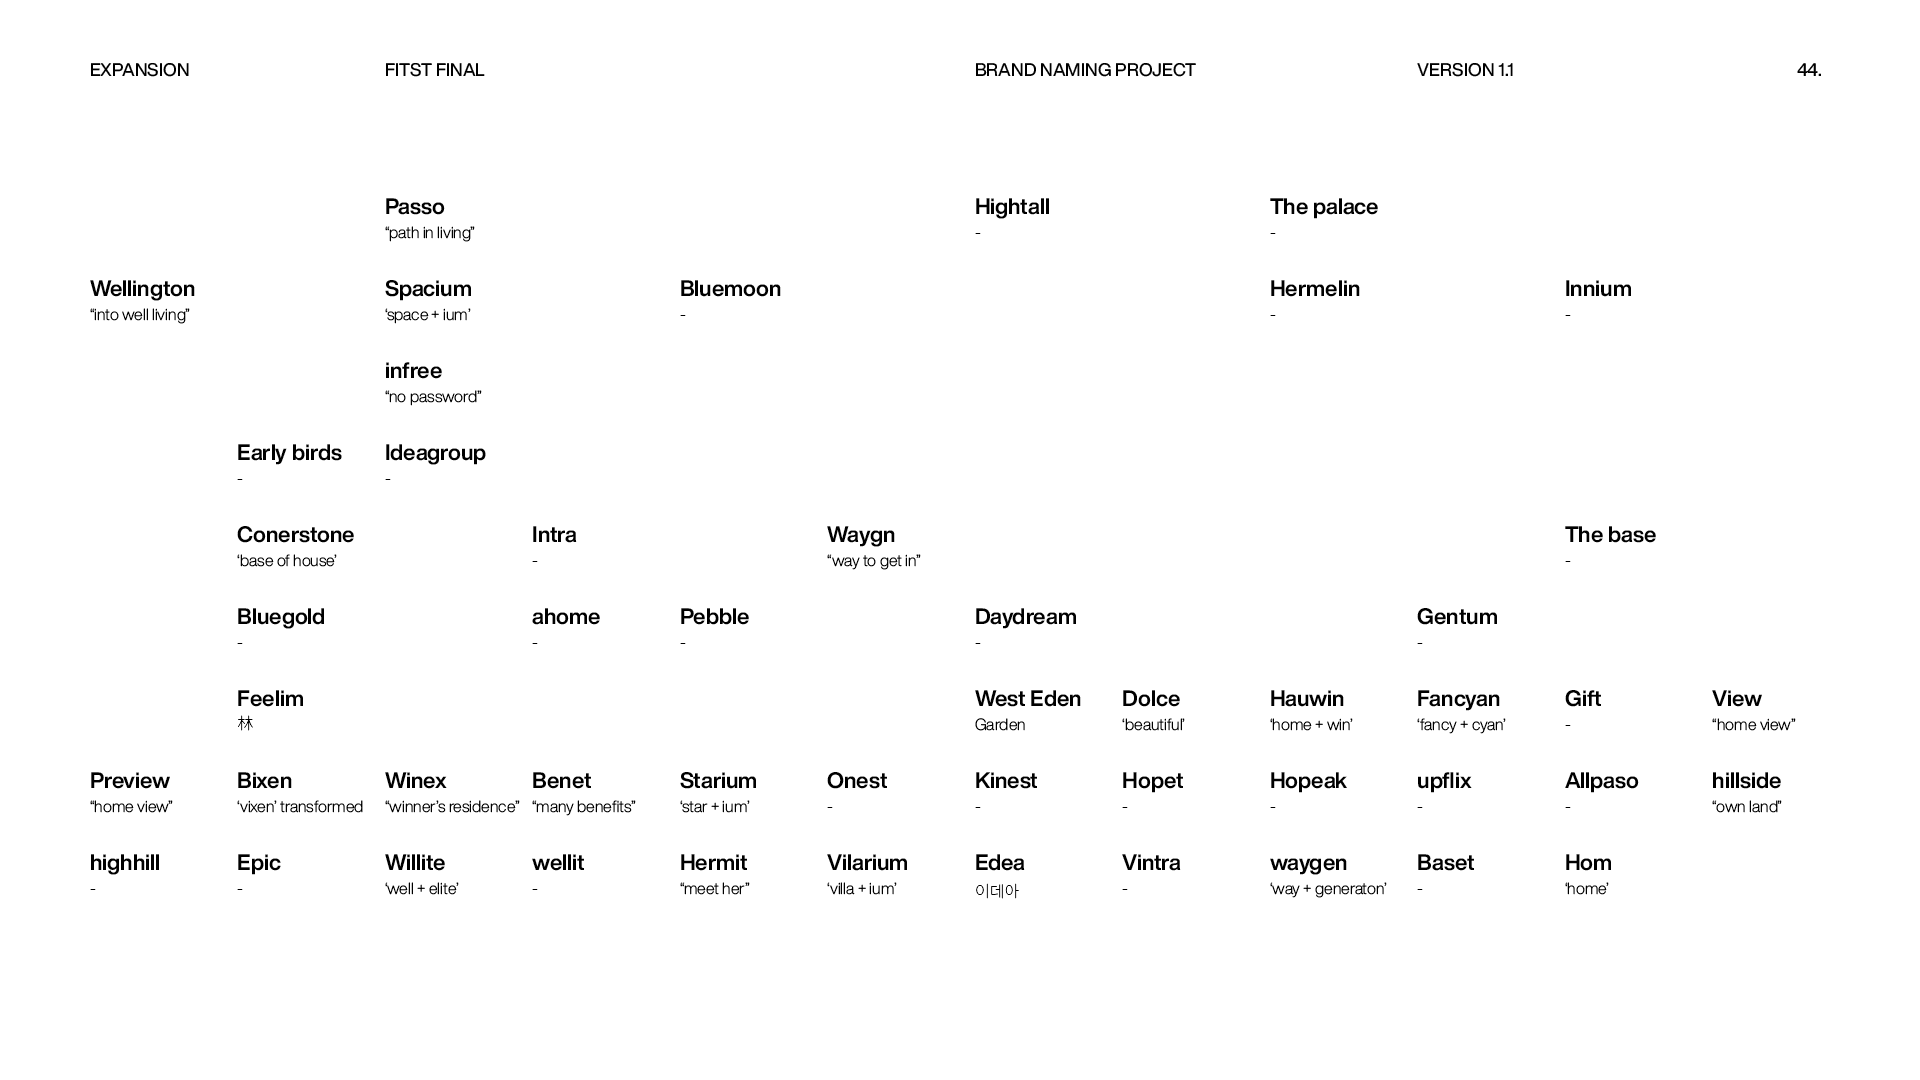 EXPANSION FITST FINAL BRAND NAMING PROJECT VERSION 1.1 44.
Passo Hightall The palace
“path in living” - -
Wellington Spacium Bluemoon Hermelin Innium
“into well living” ‘space + ium’ - - -
infree
“no password”
Early birds Ideagroup
- -
Conerstone Intra Waygn The base
‘base of house’ - “way to get in” -
Bluegold ahome Pebble Daydream Gentum
- - - - -
Feelim West Eden Dolce Hauwin Fancyan Gift View
林 Garden ‘beautiful’ ‘home + win’ ‘fancy + cyan’ - “home view”
Preview Bixen Winex Benet Starium Onest Kinest Hopet Hopeak upflix Allpaso hillside
“home view” ‘vixen’ transformed “winner’s residence” “many benefits” ‘star + ium’ - - - - - - “own land”
highhill Epic Willite wellit Hermit Vilarium Edea Vintra waygen Baset Hom
- - ‘well + elite’ - “meet her” ‘villa + ium’ 이데아 - ‘way + generaton’ - ‘home’